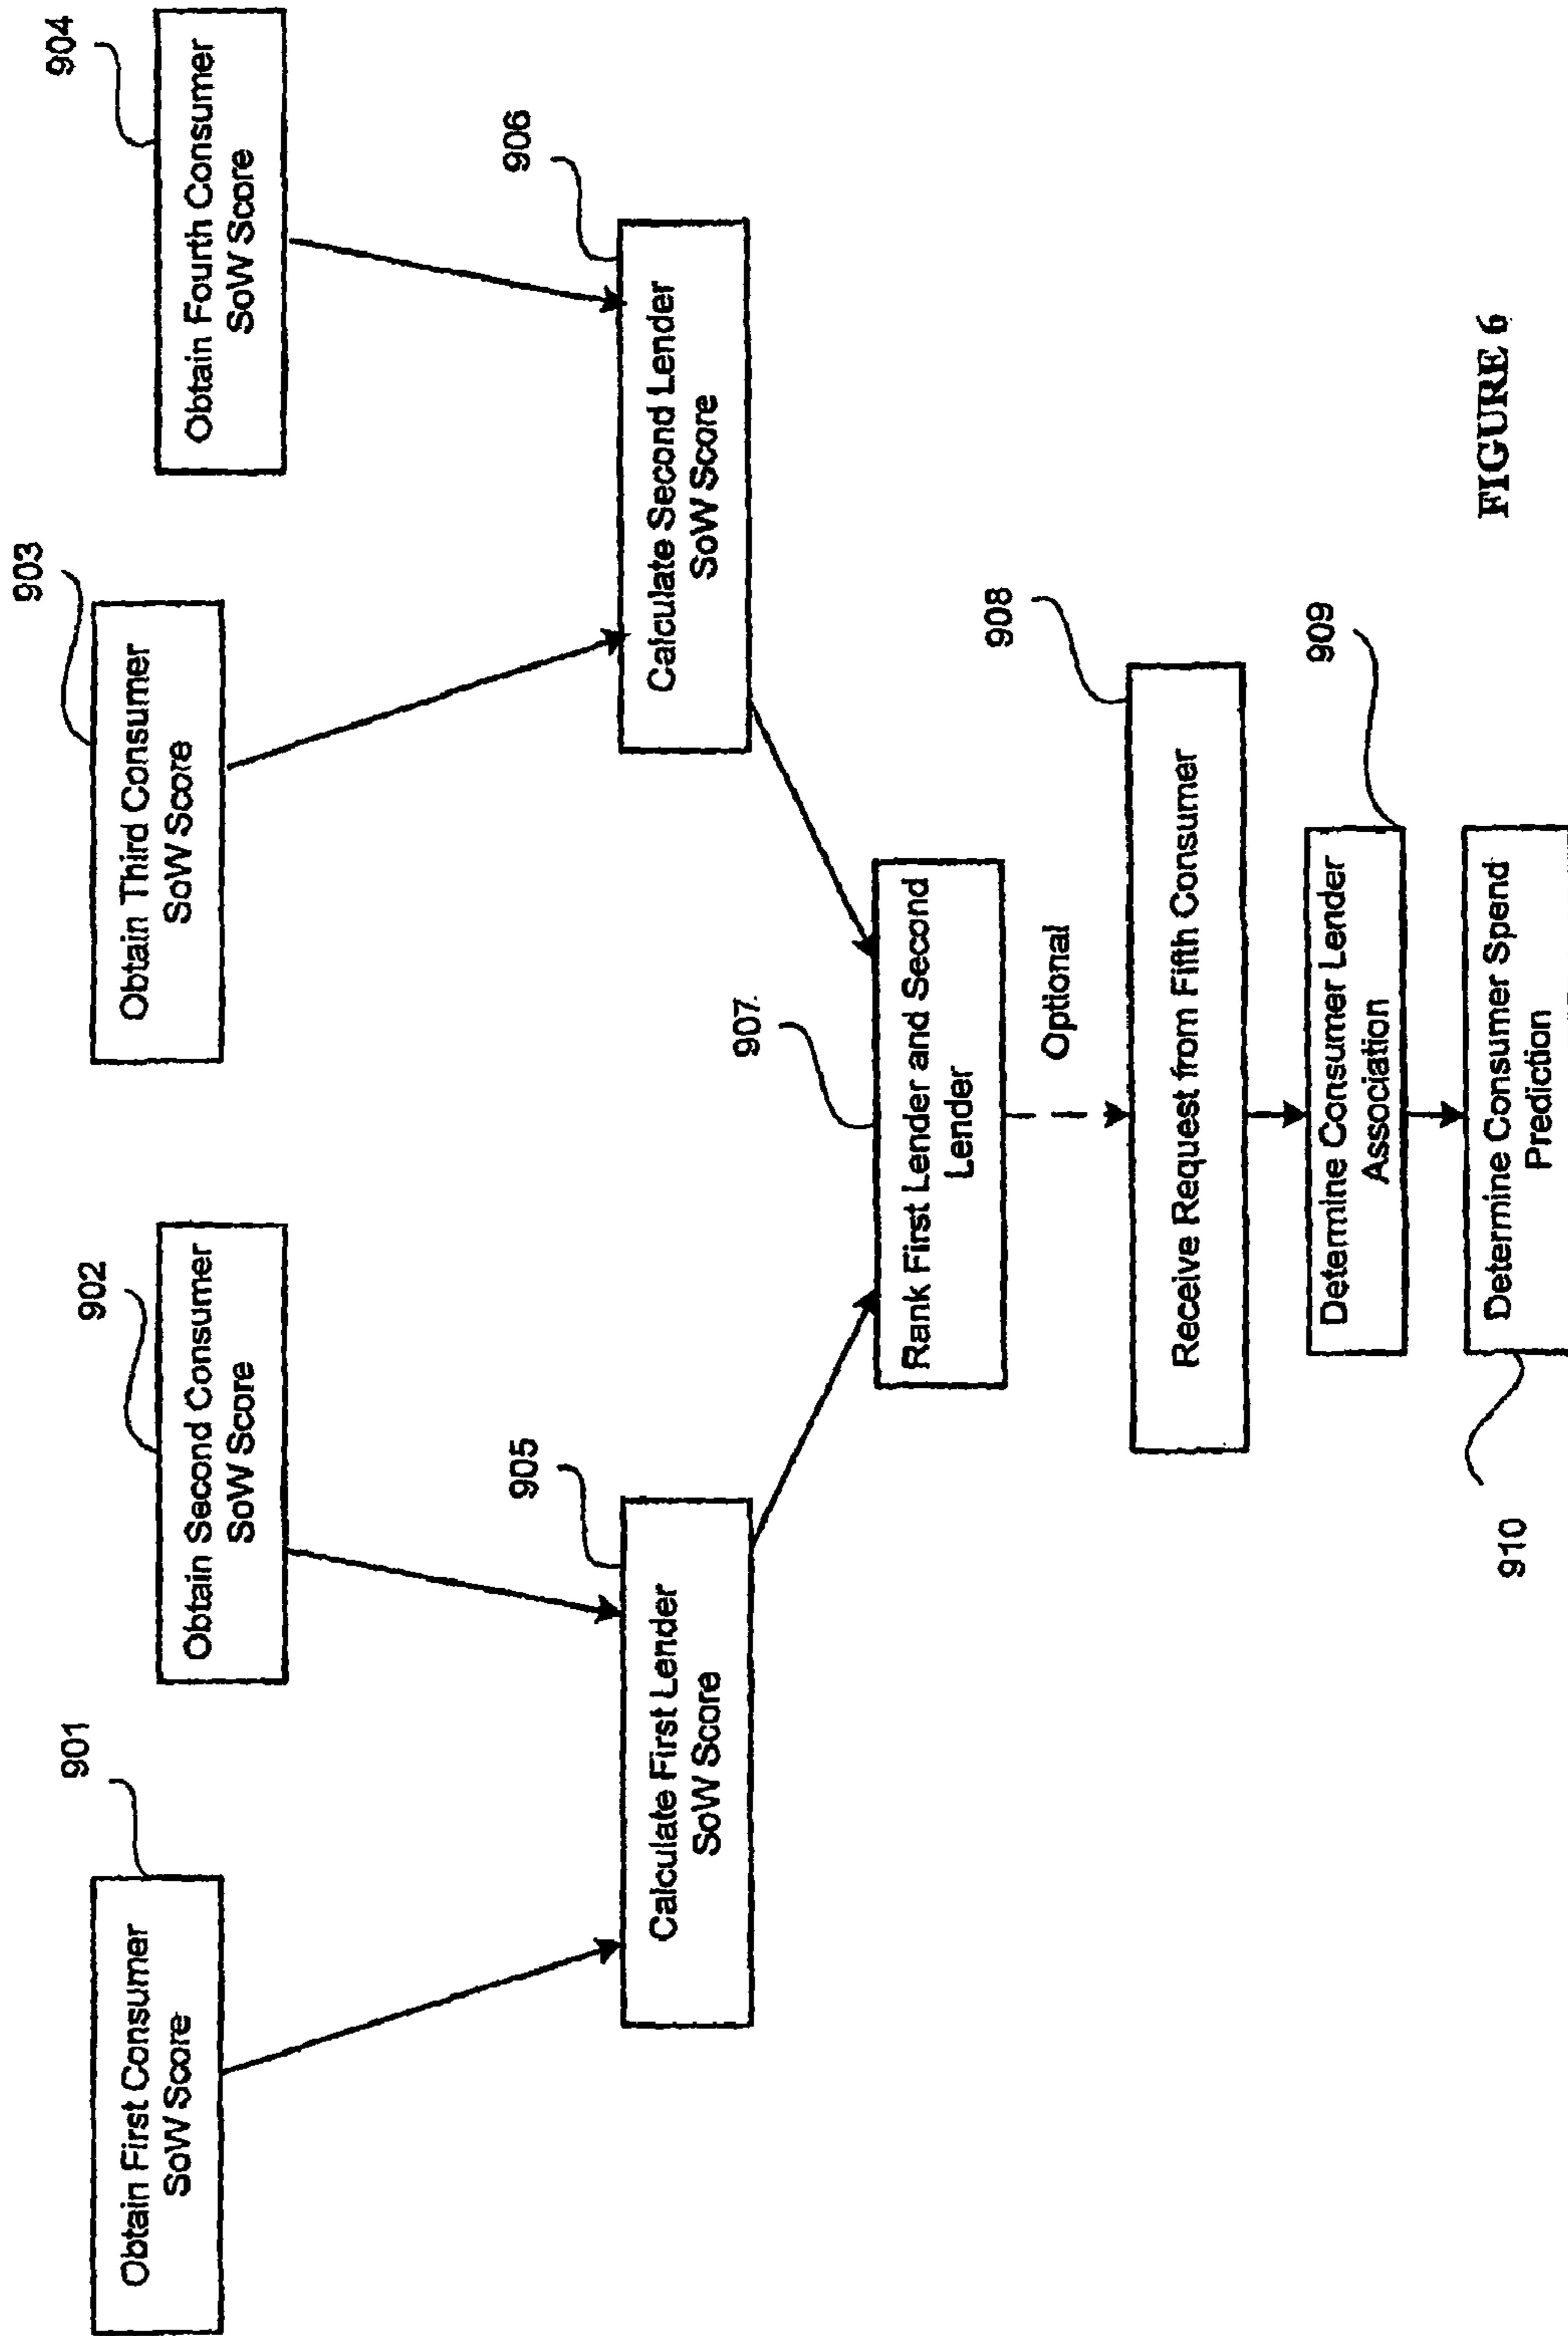 901
Obtain First Consumer
SoW Score
902
Obtain Second Consumer
SoW Score
903
Obtain Third Consumer
SoW Score
904
Obtain Fourth Consumer
SoW Score
905
Calculate First Lender
SoW Score
906
Calculate Second Lender
SoW Score
907
Rank First Lender and Second
Lender
Optional
908
Receive Request from Fifth Consumer
909
Determine Consumer Lender
Association
910
Determine Consumer Spend
Prediction
FIGURE 6